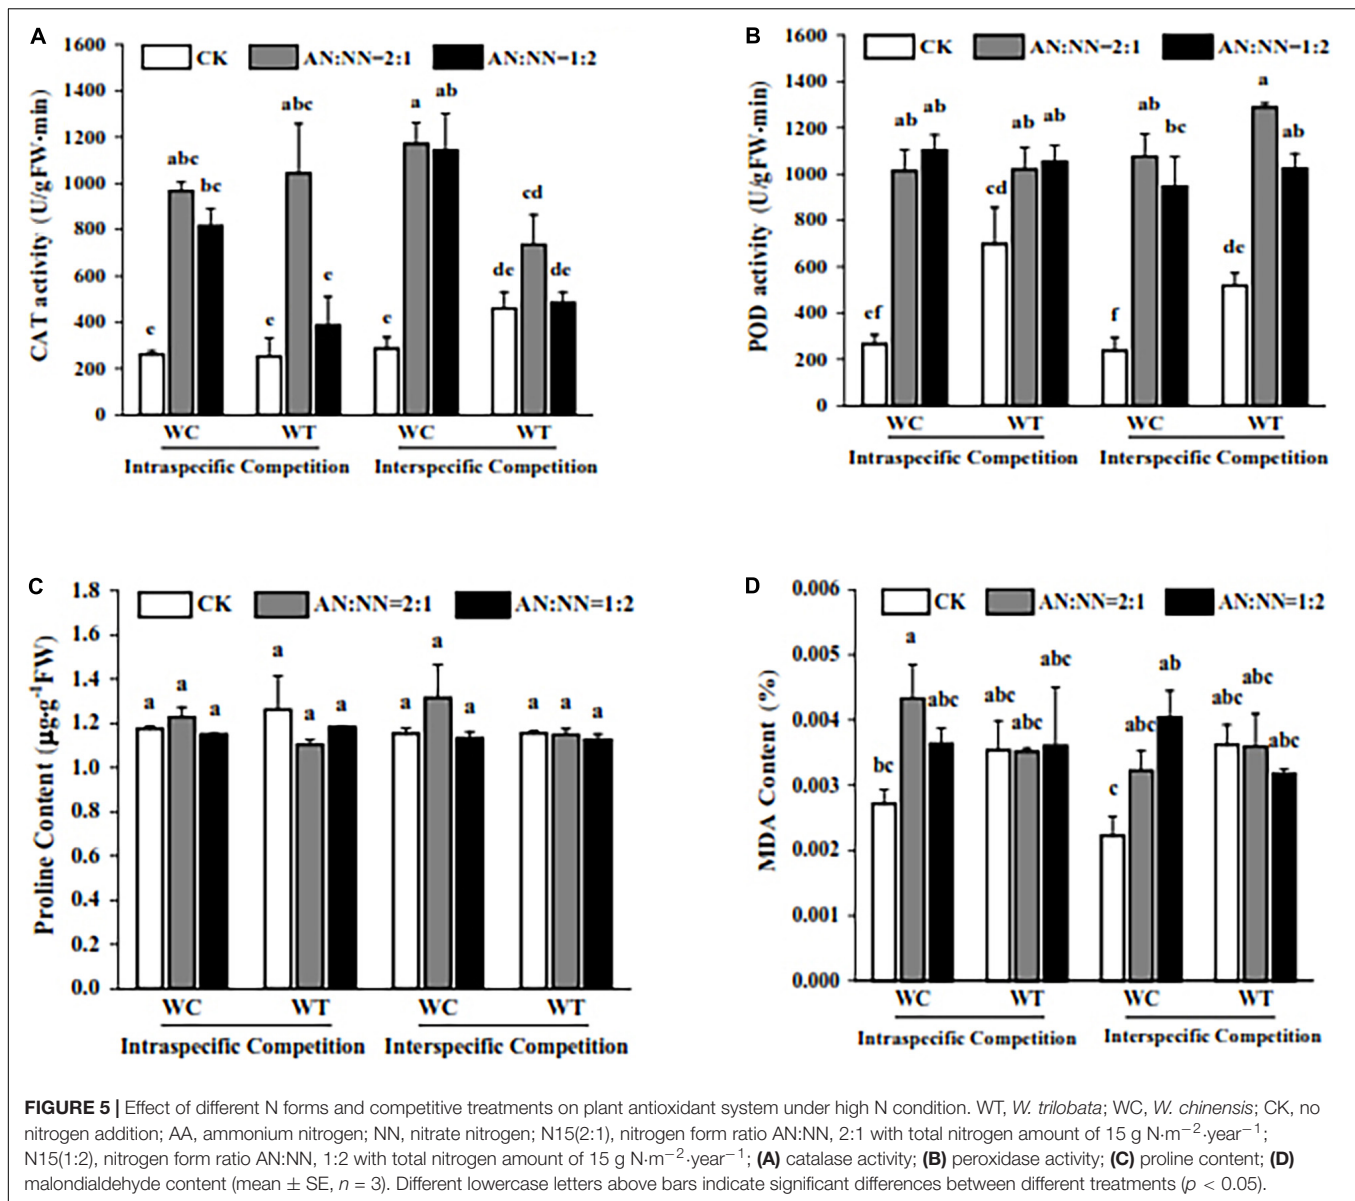 A
1600
1400
1200
1000
800
600
400
200
0
CAT activity (U/gFW·min)
CK AN:NN=2:1 AN:NN=1:2
e abc bc e abc e e a ab de cd de
WC WT WC WT
Intraspecific Competition Interspecific Competition
B
1600
1400
1200
1000
800
600
400
200
0
POD activity (U/gFW·min)
CK AN:NN=2:1 AN:NN=1:2
ef ab ab cd ab ab f ab bc de a ab
WC WT WC WT
Intraspecific Competition Interspecific Competition
C
1.8
1.6
1.4
1.2
1.0
0.8
0.6
0.4
0.2
0.0
Proline Content (µg·g⁻¹FW)
CK AN:NN=2:1 AN:NN=1:2
a a a a a a a a a a a a
WC WT WC WT
Intraspecific Competition Interspecific Competition
D
0.006
0.005
0.004
0.003
0.002
0.001
0.000
MDA Content (%)
CK AN:NN=2:1 AN:NN=1:2
bc a abc abc abc abc c abc ab abc abc abc
WC WT WC WT
Intraspecific Competition Interspecific Competition
FIGURE 5 | Effect of different N forms and competitive treatments on plant antioxidant system under high N condition. WT, W. trilobata; WC, W. chinensis; CK, no
nitrogen addition; AA, ammonium nitrogen; NN, nitrate nitrogen; N15(2:1), nitrogen form ratio AN:NN, 2:1 with total nitrogen amount of 15 g N·m⁻²·year⁻¹;
N15(1:2), nitrogen form ratio AN:NN, 1:2 with total nitrogen amount of 15 g N·m⁻²·year⁻¹; (A) catalase activity; (B) peroxidase activity; (C) proline content; (D)
malondialdehyde content (mean ± SE, n = 3). Different lowercase letters above bars indicate significant differences between different treatments (p < 0.05).